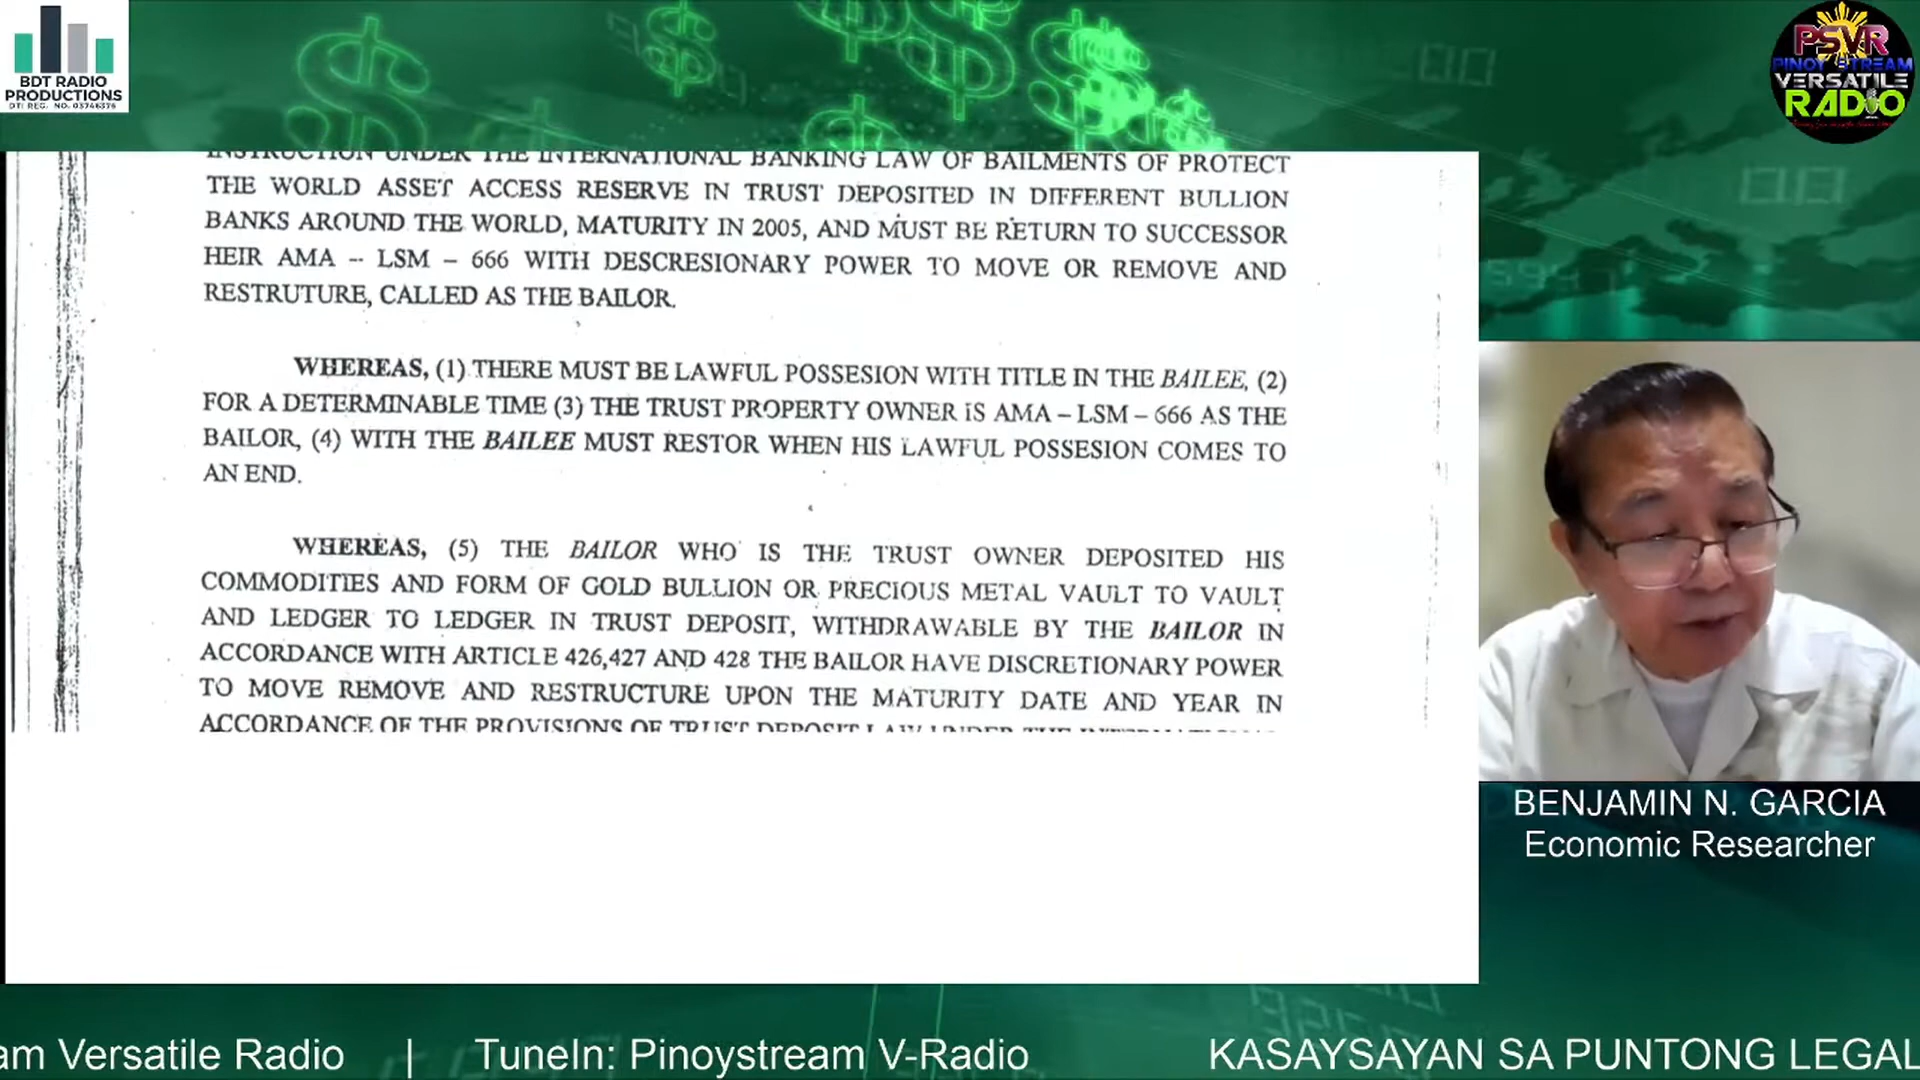 BDT RADIO
PRODUCTIONS
DTI REG. NO. 03746376
PSVR
PINOY STREAM
VERSATILE
RADIO
INSTRUCTION UNDER THE INTERNATIONAL BANKING LAW OF BAILMENTS OF PROTECT
THE WORLD ASSET ACCESS RESERVE IN TRUST DEPOSITED IN DIFFERENT BULLION
BANKS AROUND THE WORLD, MATURITY IN 2005, AND MUST BE RETURN TO SUCCESSOR
HEIR AMA – LSM – 666 WITH DESCRESIONARY POWER TO MOVE OR REMOVE AND
RESTRUTURE, CALLED AS THE BAILOR.
WHEREAS, (1) THERE MUST BE LAWFUL POSSESION WITH TITLE IN THE BAILEE, (2)
FOR A DETERMINABLE TIME (3) THE TRUST PROPERTY OWNER IS AMA – LSM – 666 AS THE
BAILOR, (4) WITH THE BAILEE MUST RESTOR WHEN HIS LAWFUL POSSESION COMES TO
AN END.
WHEREAS, (5) THE BAILOR WHO IS THE TRUST OWNER DEPOSITED HIS
COMMODITIES AND FORM OF GOLD BULLION OR PRECIOUS METAL VAULT TO VAULT
AND LEDGER TO LEDGER IN TRUST DEPOSIT, WITHDRAWABLE BY THE BAILOR IN
ACCORDANCE WITH ARTICLE 426,427 AND 428 THE BAILOR HAVE DISCRETIONARY POWER
TO MOVE REMOVE AND RESTRUCTURE UPON THE MATURITY DATE AND YEAR IN
ACCORDANCE OF THE PROVISIONS OF TRUST DEPOSIT LAW UNDER THE
BENJAMIN N. GARCIA
Economic Researcher
am Versatile Radio | TuneIn: Pinoystream V-Radio KASAYSAYAN SA PUNTONG LEGAL